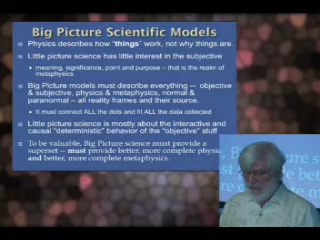 Big Picture Scientific Models
Physics describes how "things" work, not why things are.
Little picture science has little interest in the subjective
meaning, significance, point and purpose – that is the realm of
metaphysics
Big Picture models must describe everything -- objective
& subjective, physics & metaphysics, normal &
paranormal – all reality frames and their source.
It must connect ALL the dots and fit ALL the data collected
Little picture science is mostly about the interactive and
causal "deterministic" behavior of the "objective" stuff
To be valuable, Big Picture science must provide a
superset -- must provide better, more complete physics
and better, more complete metaphysics